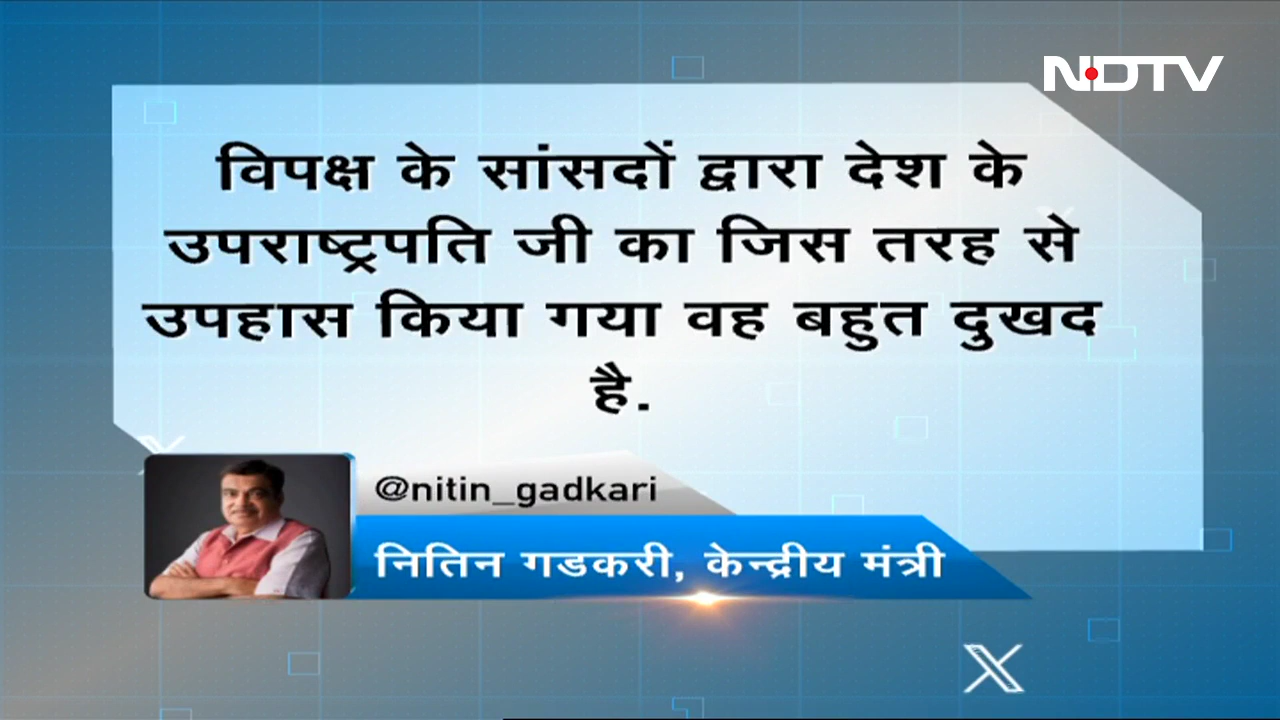 NDTV
विपक्ष के सांसदों द्वारा देश के
उपराष्ट्रपति जी का जिस तरह से
उपहास किया गया वह बहुत दुखद
है.
@nitin_gadkari
नितिन गडकरी, केन्द्रीय मंत्री
X